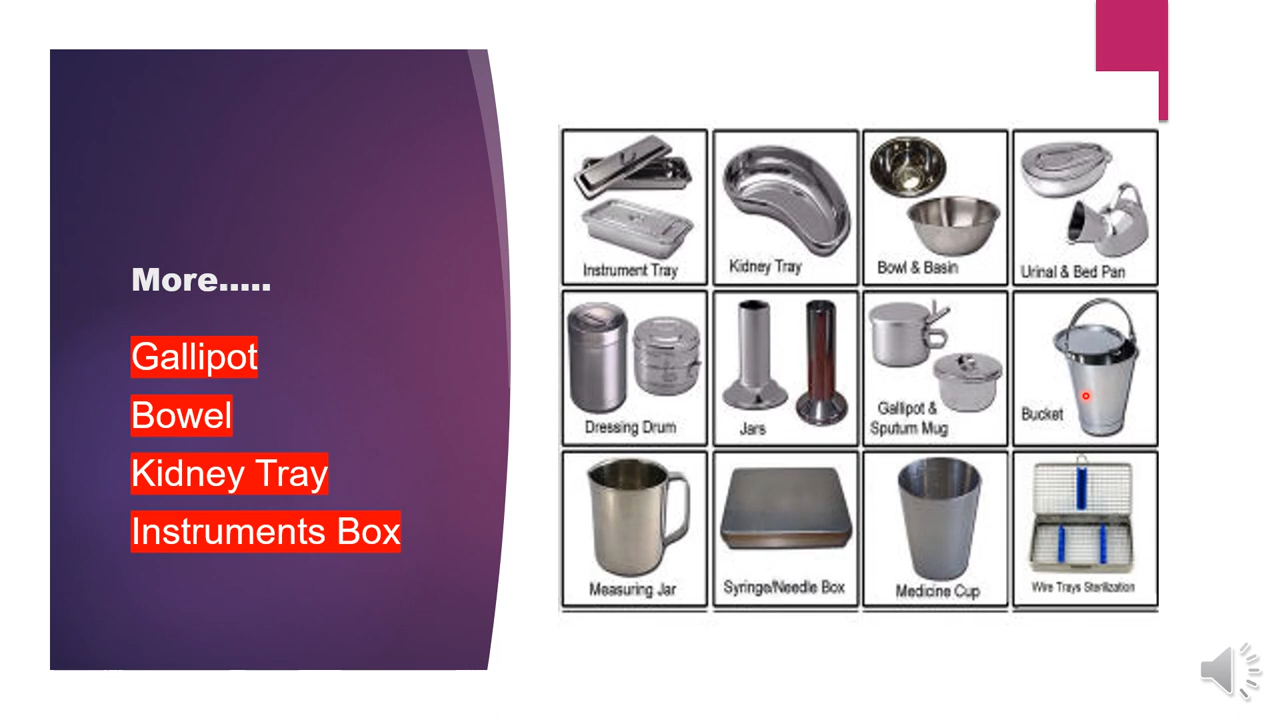 More.....
Gallipot
Bowel
Kidney Tray
Instruments Box
Instrument Tray
Kidney Tray
Bowl & Basin
Urinal & Bed Pan
Dressing Drum
Jars
Gallipot &
Sputum Mug
Bucket
Measuring Jar
Syringe/Needle Box
Medicine Cup
Wire Trays Sterilization